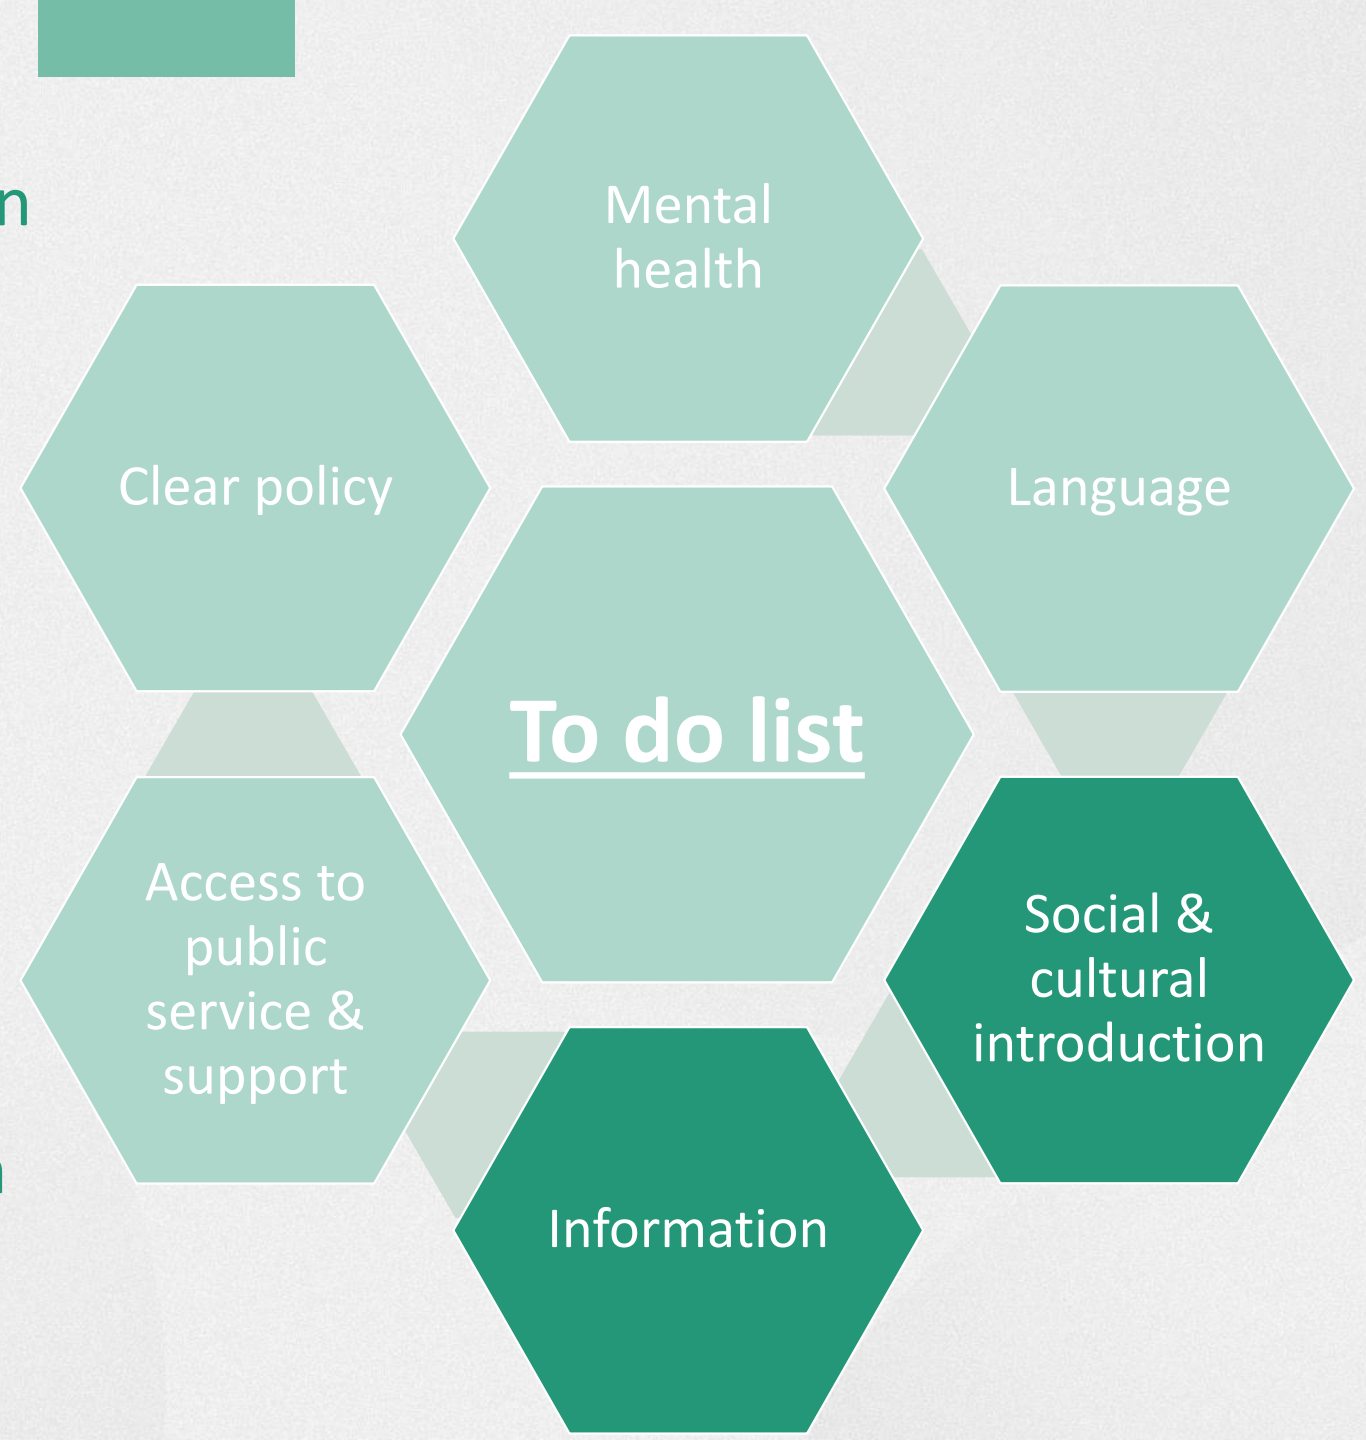 Mental
health
Clear policy
Language
To do list
Access to
public
service &
support
Social &
cultural
introduction
Information